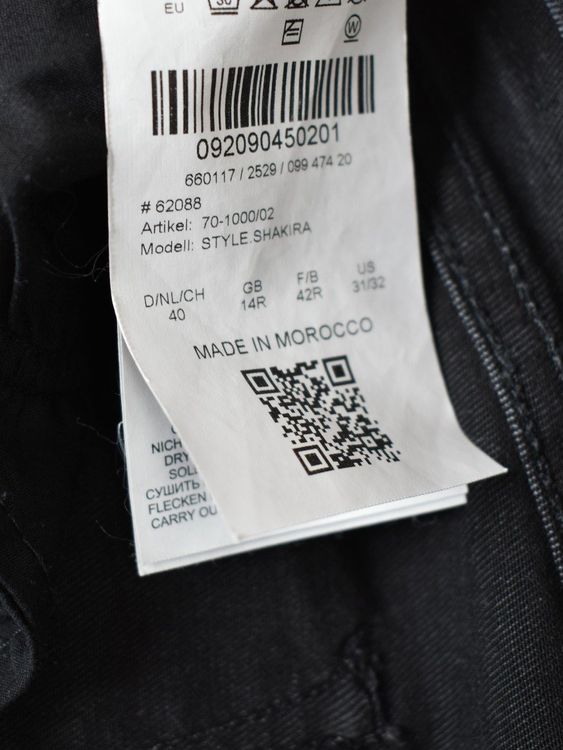 EU
30
W
092090450201
660117 / 2529 / 099 474 20
# 62088
Artikel: 70-1000/02
Modell: STYLE.SHAKIRA
D/NL/CH GB F/B US
40 14R 42R 31/32
MADE IN MOROCCO
NICH
DRY
SOL
СУШИТЬ
FLECKEN
CARRY OU